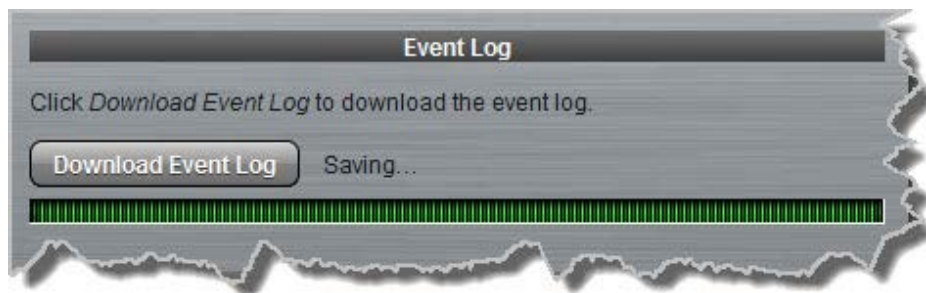 Event Log
Click Download Event Log to download the event log.
Download Event Log Saving...